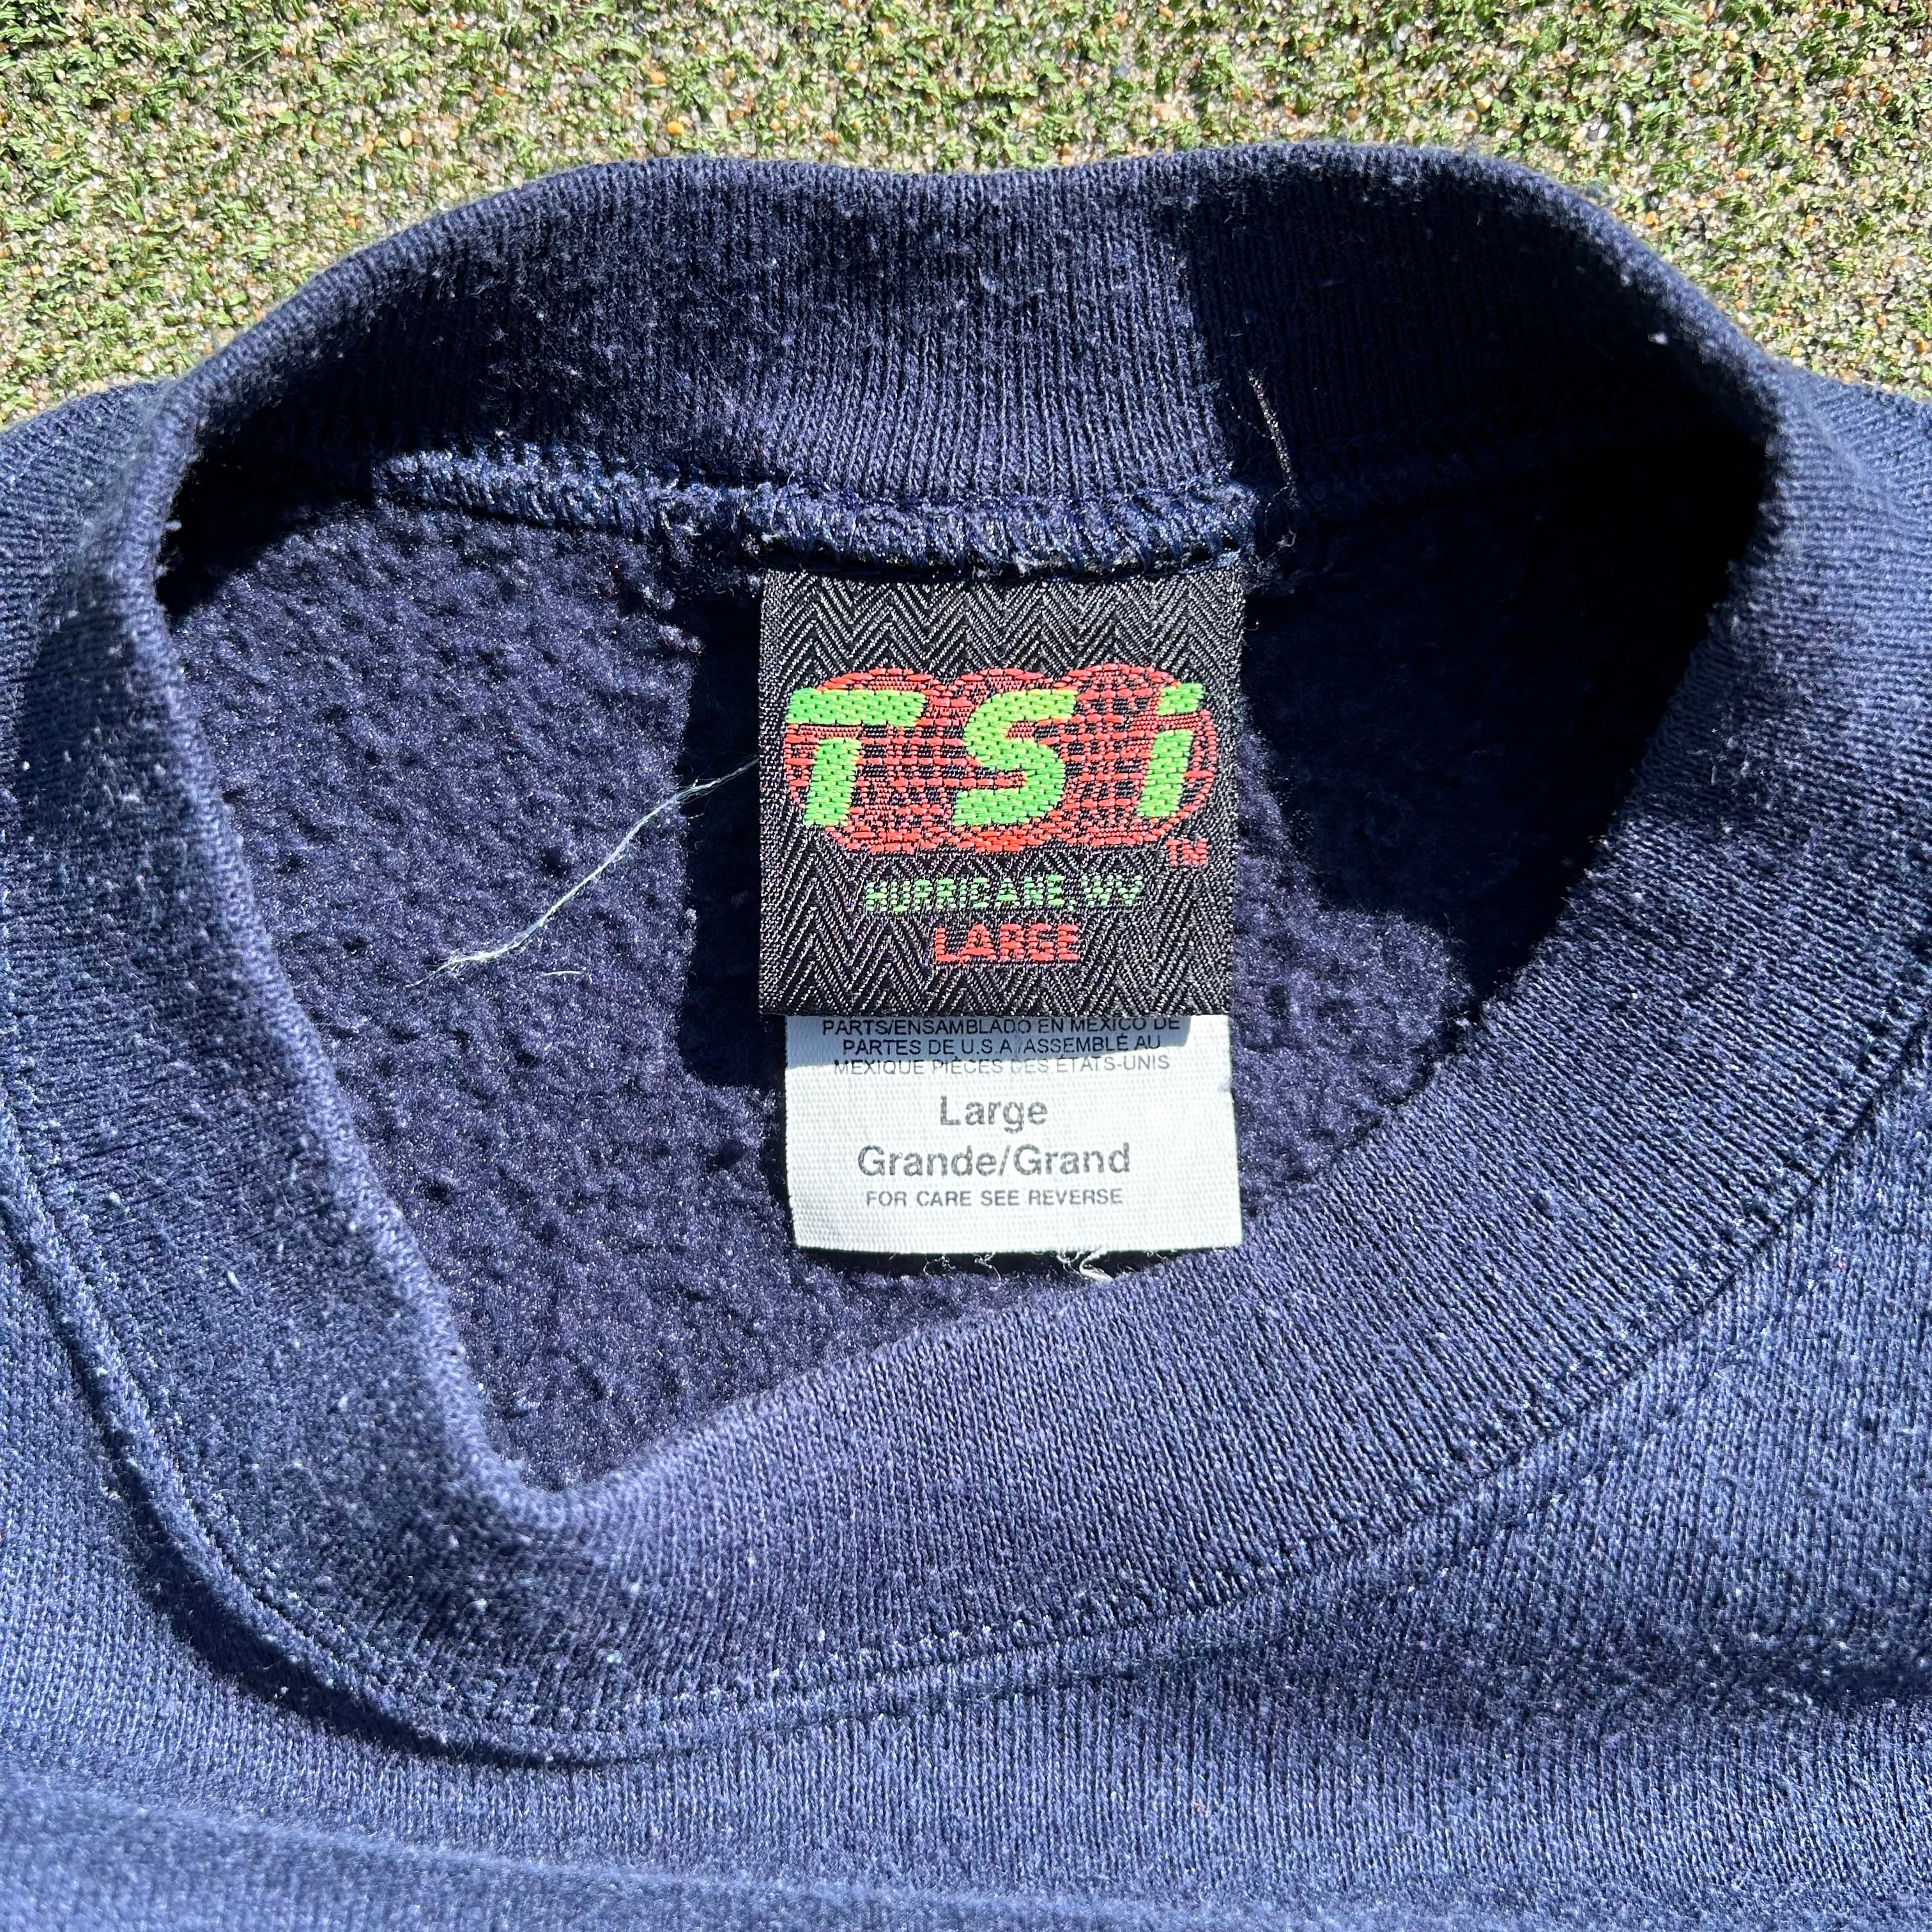 TSi
TM
HURRICANE, WV
LARGE
PARTS/ENSAMBLADO EN MEXICO DE
PARTES DE U.S.A./ASSEMBLÉ AU
MEXIQUE PIÈCES DES ÉTATS-UNIS
Large
Grande/Grand
FOR CARE SEE REVERSE